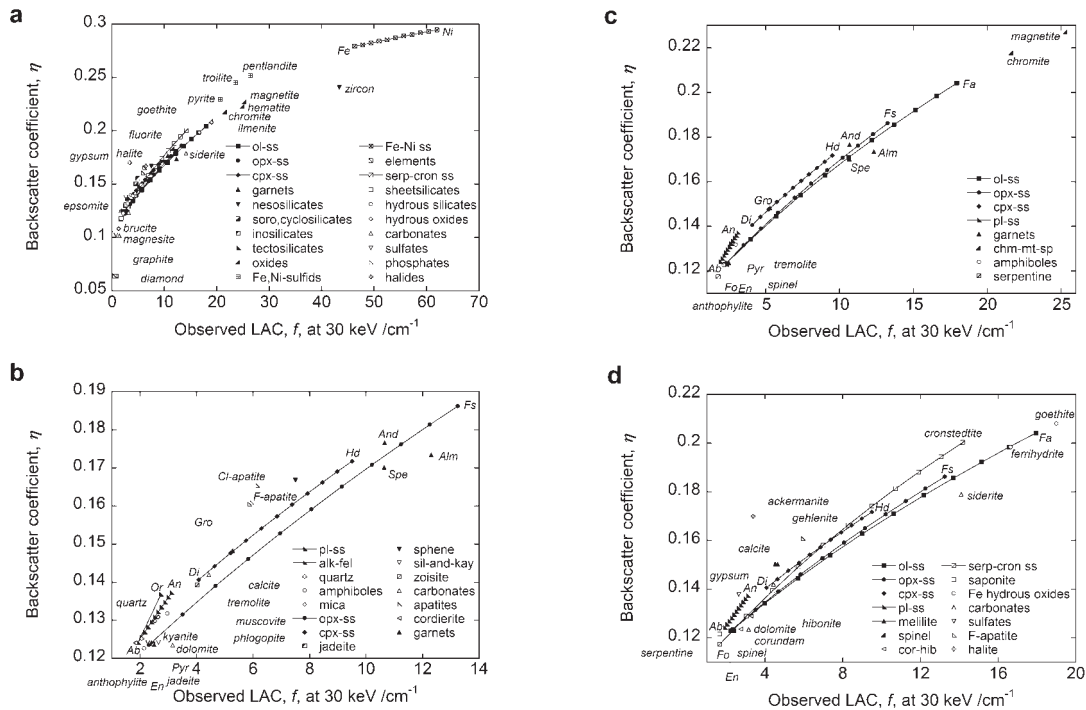 a
Backscatter coefficient, η
0.3
0.25
0.2
0.15
0.1
0.05
0 10 20 30 40 50 60 70
Observed LAC, f, at 30 keV /cm⁻¹
Fe
Ni
pentlandite
troilite
zircon
pyrite
magnetite
hematite
goethite
chromite
ilmenite
fluorite
gypsum
halite
siderite
epsomite
brucite
magnesite
graphite
diamond
ol-ss
opx-ss
cpx-ss
garnets
nesosilicates
soro,cyclosilicates
inosilicates
tectosilicates
oxides
Fe,Ni-sulfids
Fe-Ni ss
elements
serp-cron ss
sheetsilicates
hydrous silicates
hydrous oxides
carbonates
sulfates
phosphates
halides
b
Backscatter coefficient, η
0.19
0.18
0.17
0.16
0.15
0.14
0.13
0.12
2 4 6 8 10 12 14
Observed LAC, f, at 30 keV /cm⁻¹
Fs
And
Alm
Hd
Spe
Cl-apatite
F-apatite
Gro
Di
Or
An
calcite
quartz
tremolite
muscovite
kyanite
phlogopite
Ab
dolomite
Pyr
jadeite
anthophylite
En
pl-ss
alk-fel
quartz
amphiboles
mica
opx-ss
cpx-ss
jadeite
sphene
sil-and-kay
zoisite
carbonates
apatites
cordierite
garnets
c
Backscatter coefficient, η
0.22
0.2
0.18
0.16
0.14
0.12
5 10 15 20 25
Observed LAC, f, at 30 keV /cm⁻¹
magnetite
chromite
Fa
Fs
And
Hd
Alm
Spe
Gro
Di
An
Ab
Pyr
tremolite
Fo
En
spinel
anthophylite
ol-ss
opx-ss
cpx-ss
pl-ss
garnets
chm-mt-sp
amphiboles
serpentine
d
Backscatter coefficient, η
0.22
0.2
0.18
0.16
0.14
0.12
4 8 12 16 20
Observed LAC, f, at 30 keV /cm⁻¹
goethite
cronstedtite
Fa
ferrihydrite
Fs
siderite
ackermanite
Hd
gehlenite
calcite
gypsum
Di
An
hibonite
Ab
dolomite
corundam
serpentine
Fo
spinel
En
ol-ss
opx-ss
cpx-ss
pl-ss
melilite
spinel
cor-hib
serp-cron ss
saponite
Fe hydrous oxides
carbonates
sulfates
F-apatite
halite